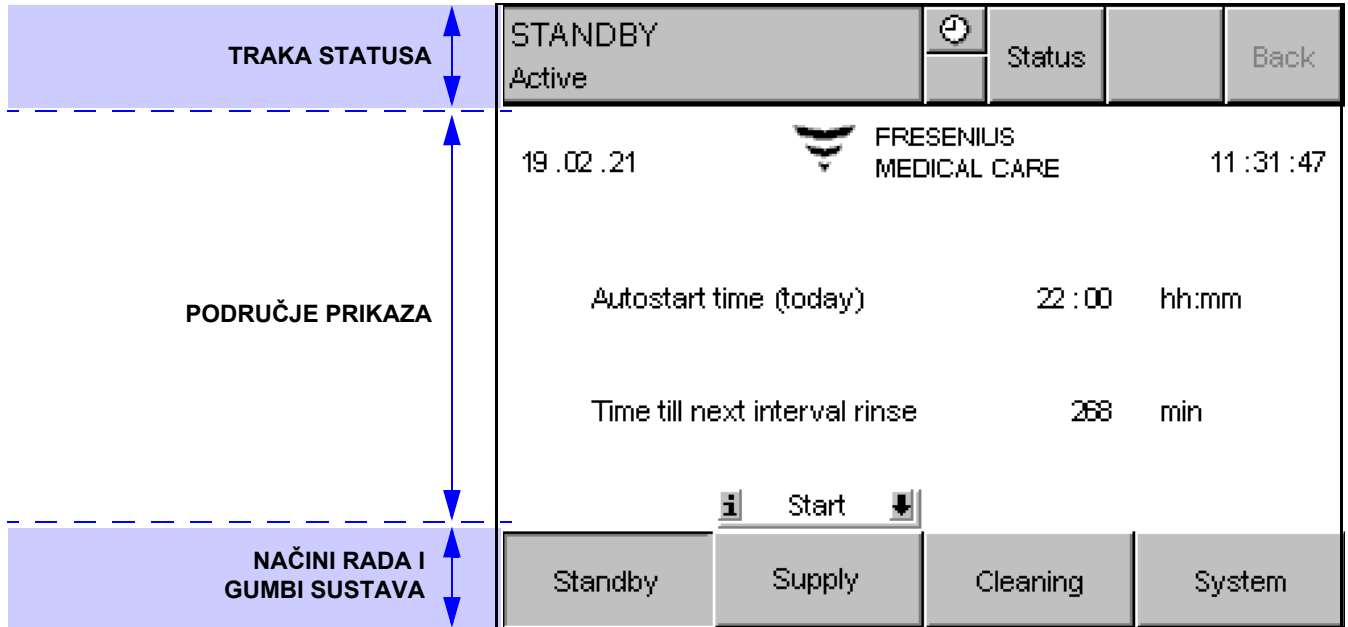 TRAKA STATUSA
STANDBY
Active
Status
Back
PODRUČJE PRIKAZA
19 .02 .21
FRESENIUS
MEDICAL CARE
11 :31 :47
Autostart time (today) 22 : 00 hh:mm
Time till next interval rinse 268 min
i Start
NAČINI RADA I
GUMBI SUSTAVA
Standby
Supply
Cleaning
System